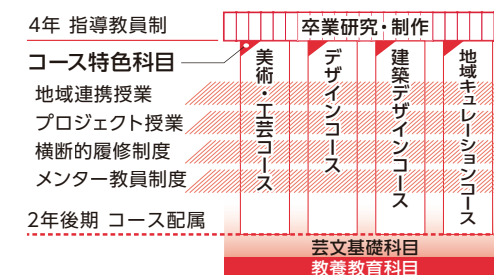 4年 指導教員制
卒業研究・制作
コース特色科目
地域連携授業
プロジェクト授業
横断的履修制度
メンター教員制度
2年後期 コース配属
美術・工芸コース
デザインコース
建築デザインコース
地域キュレーションコース
芸文基礎科目
教養教育科目